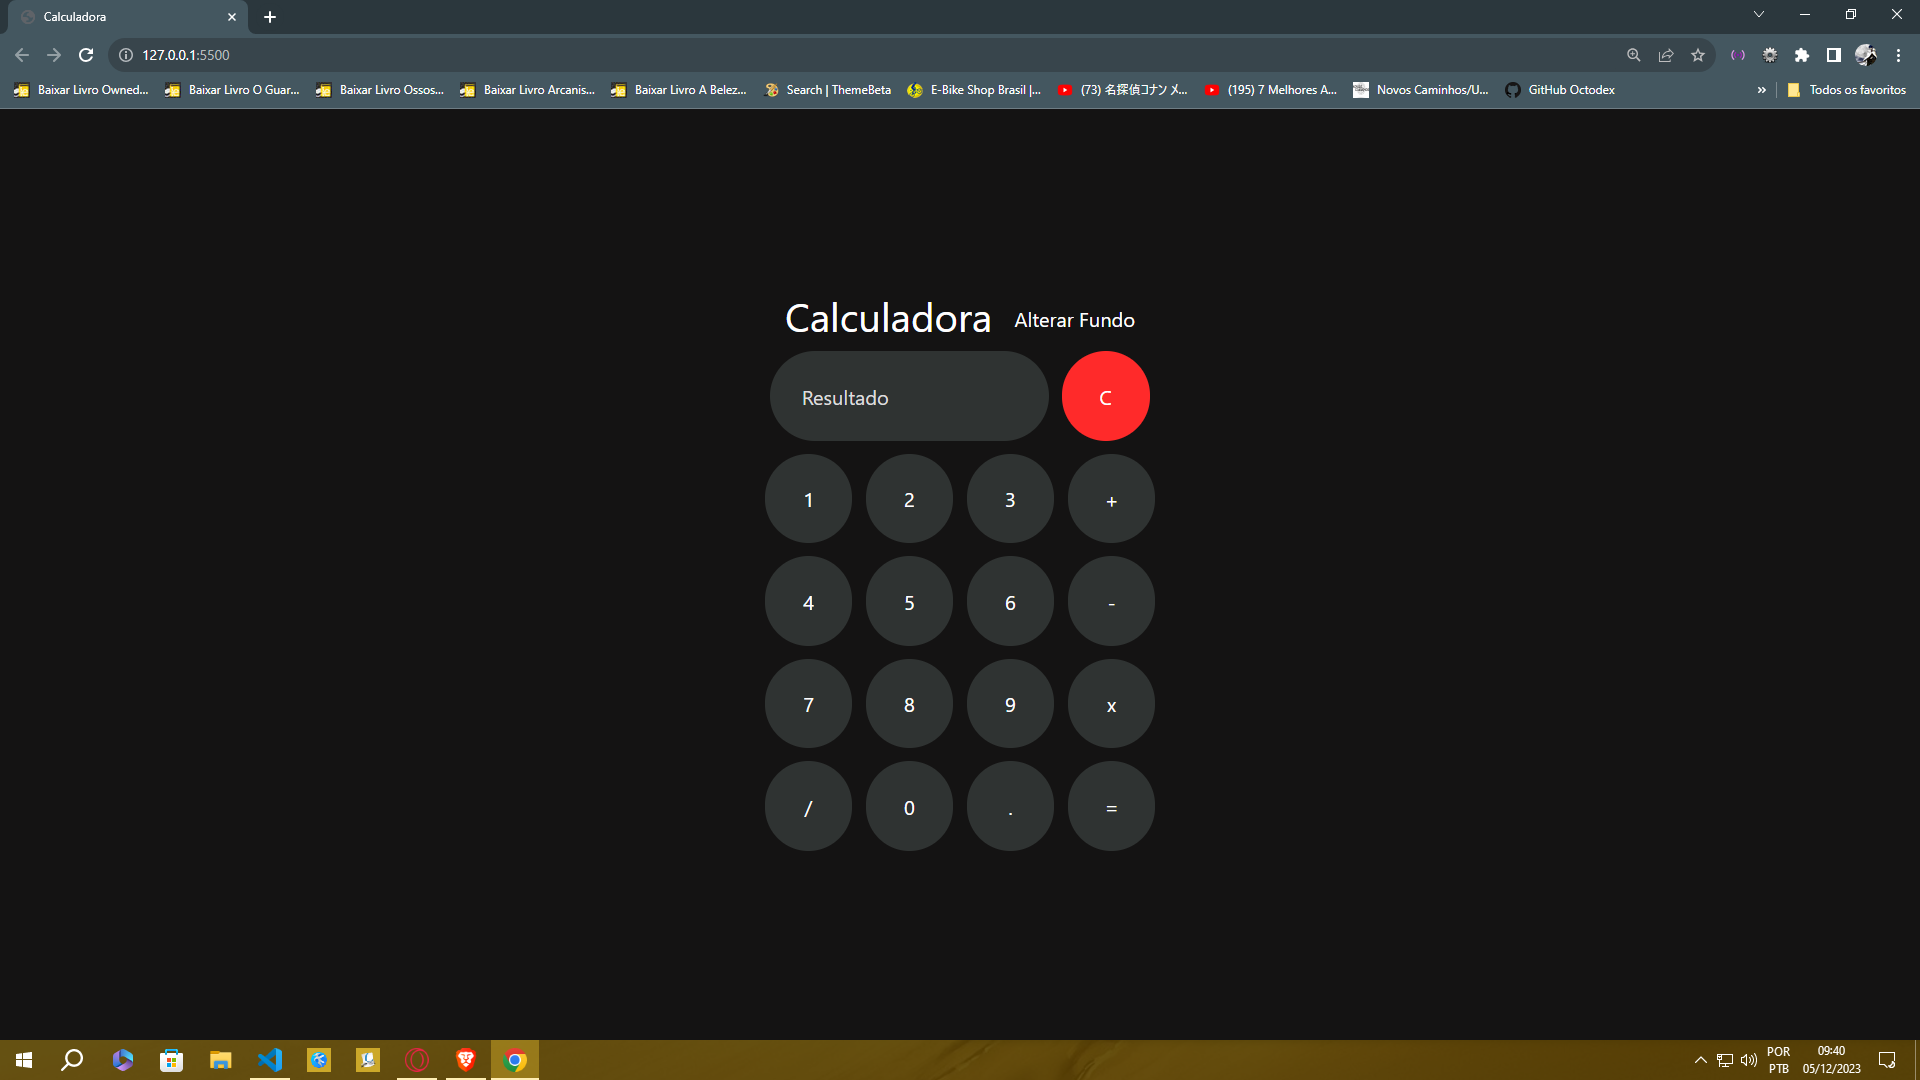 Calculadora
127.0.0.1:5500
Baixar Livro Owned... Baixar Livro O Guar... Baixar Livro Ossos... Baixar Livro Arcanis... Baixar Livro A Belez... Search | ThemeBeta E-Bike Shop Brasil |... (73) 名探偵コナン メ... (195) 7 Melhores A... Novos Caminhos/U... GitHub Octodex » Todos os favoritos
Calculadora Alterar Fundo
Resultado C
1 2 3 +
4 5 6 -
7 8 9 x
/ 0 . =
POR 09:40
PTB 05/12/2023